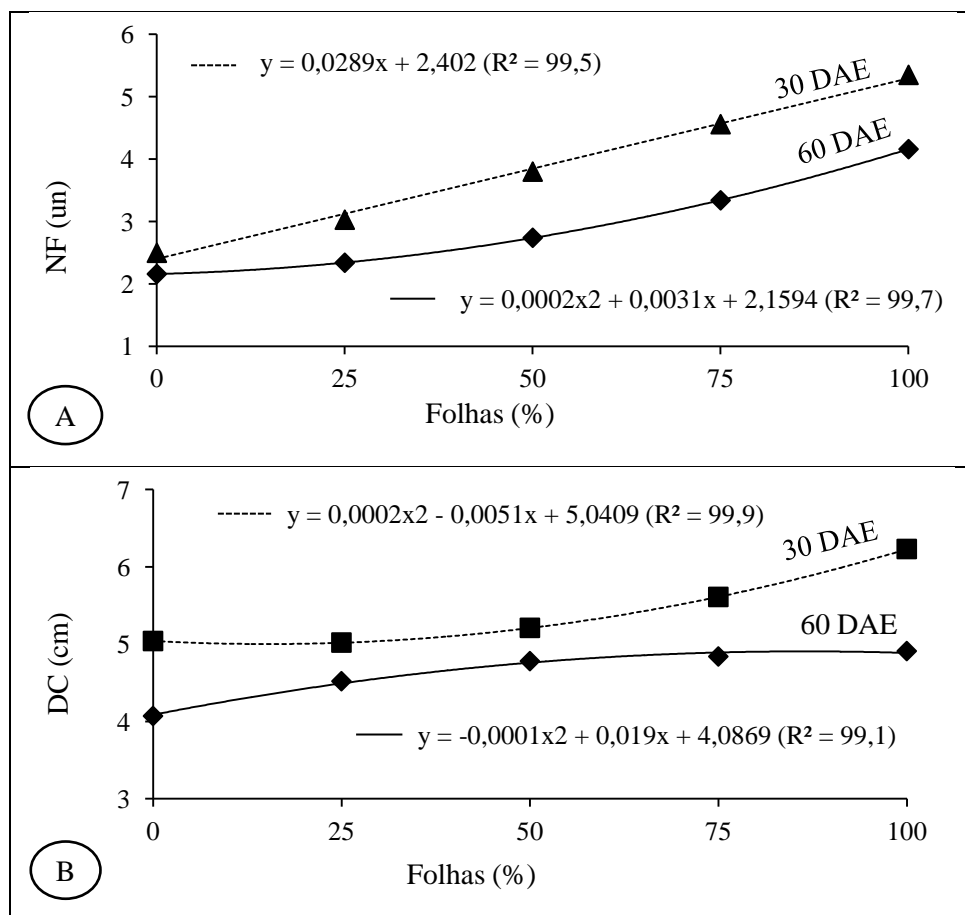 6
y = 0,0289x + 2,402 (R² = 99,5)
30 DAE
5
60 DAE
4
NF (un)
3
2
y = 0,0002x2 + 0,0031x + 2,1594 (R² = 99,7)
1
0 25 50 75 100
A
Folhas (%)
7
y = 0,0002x2 - 0,0051x + 5,0409 (R² = 99,9)
30 DAE
6
60 DAE
5
DC (cm)
4
y = -0,0001x2 + 0,019x + 4,0869 (R² = 99,1)
3
0 25 50 75 100
B
Folhas (%)